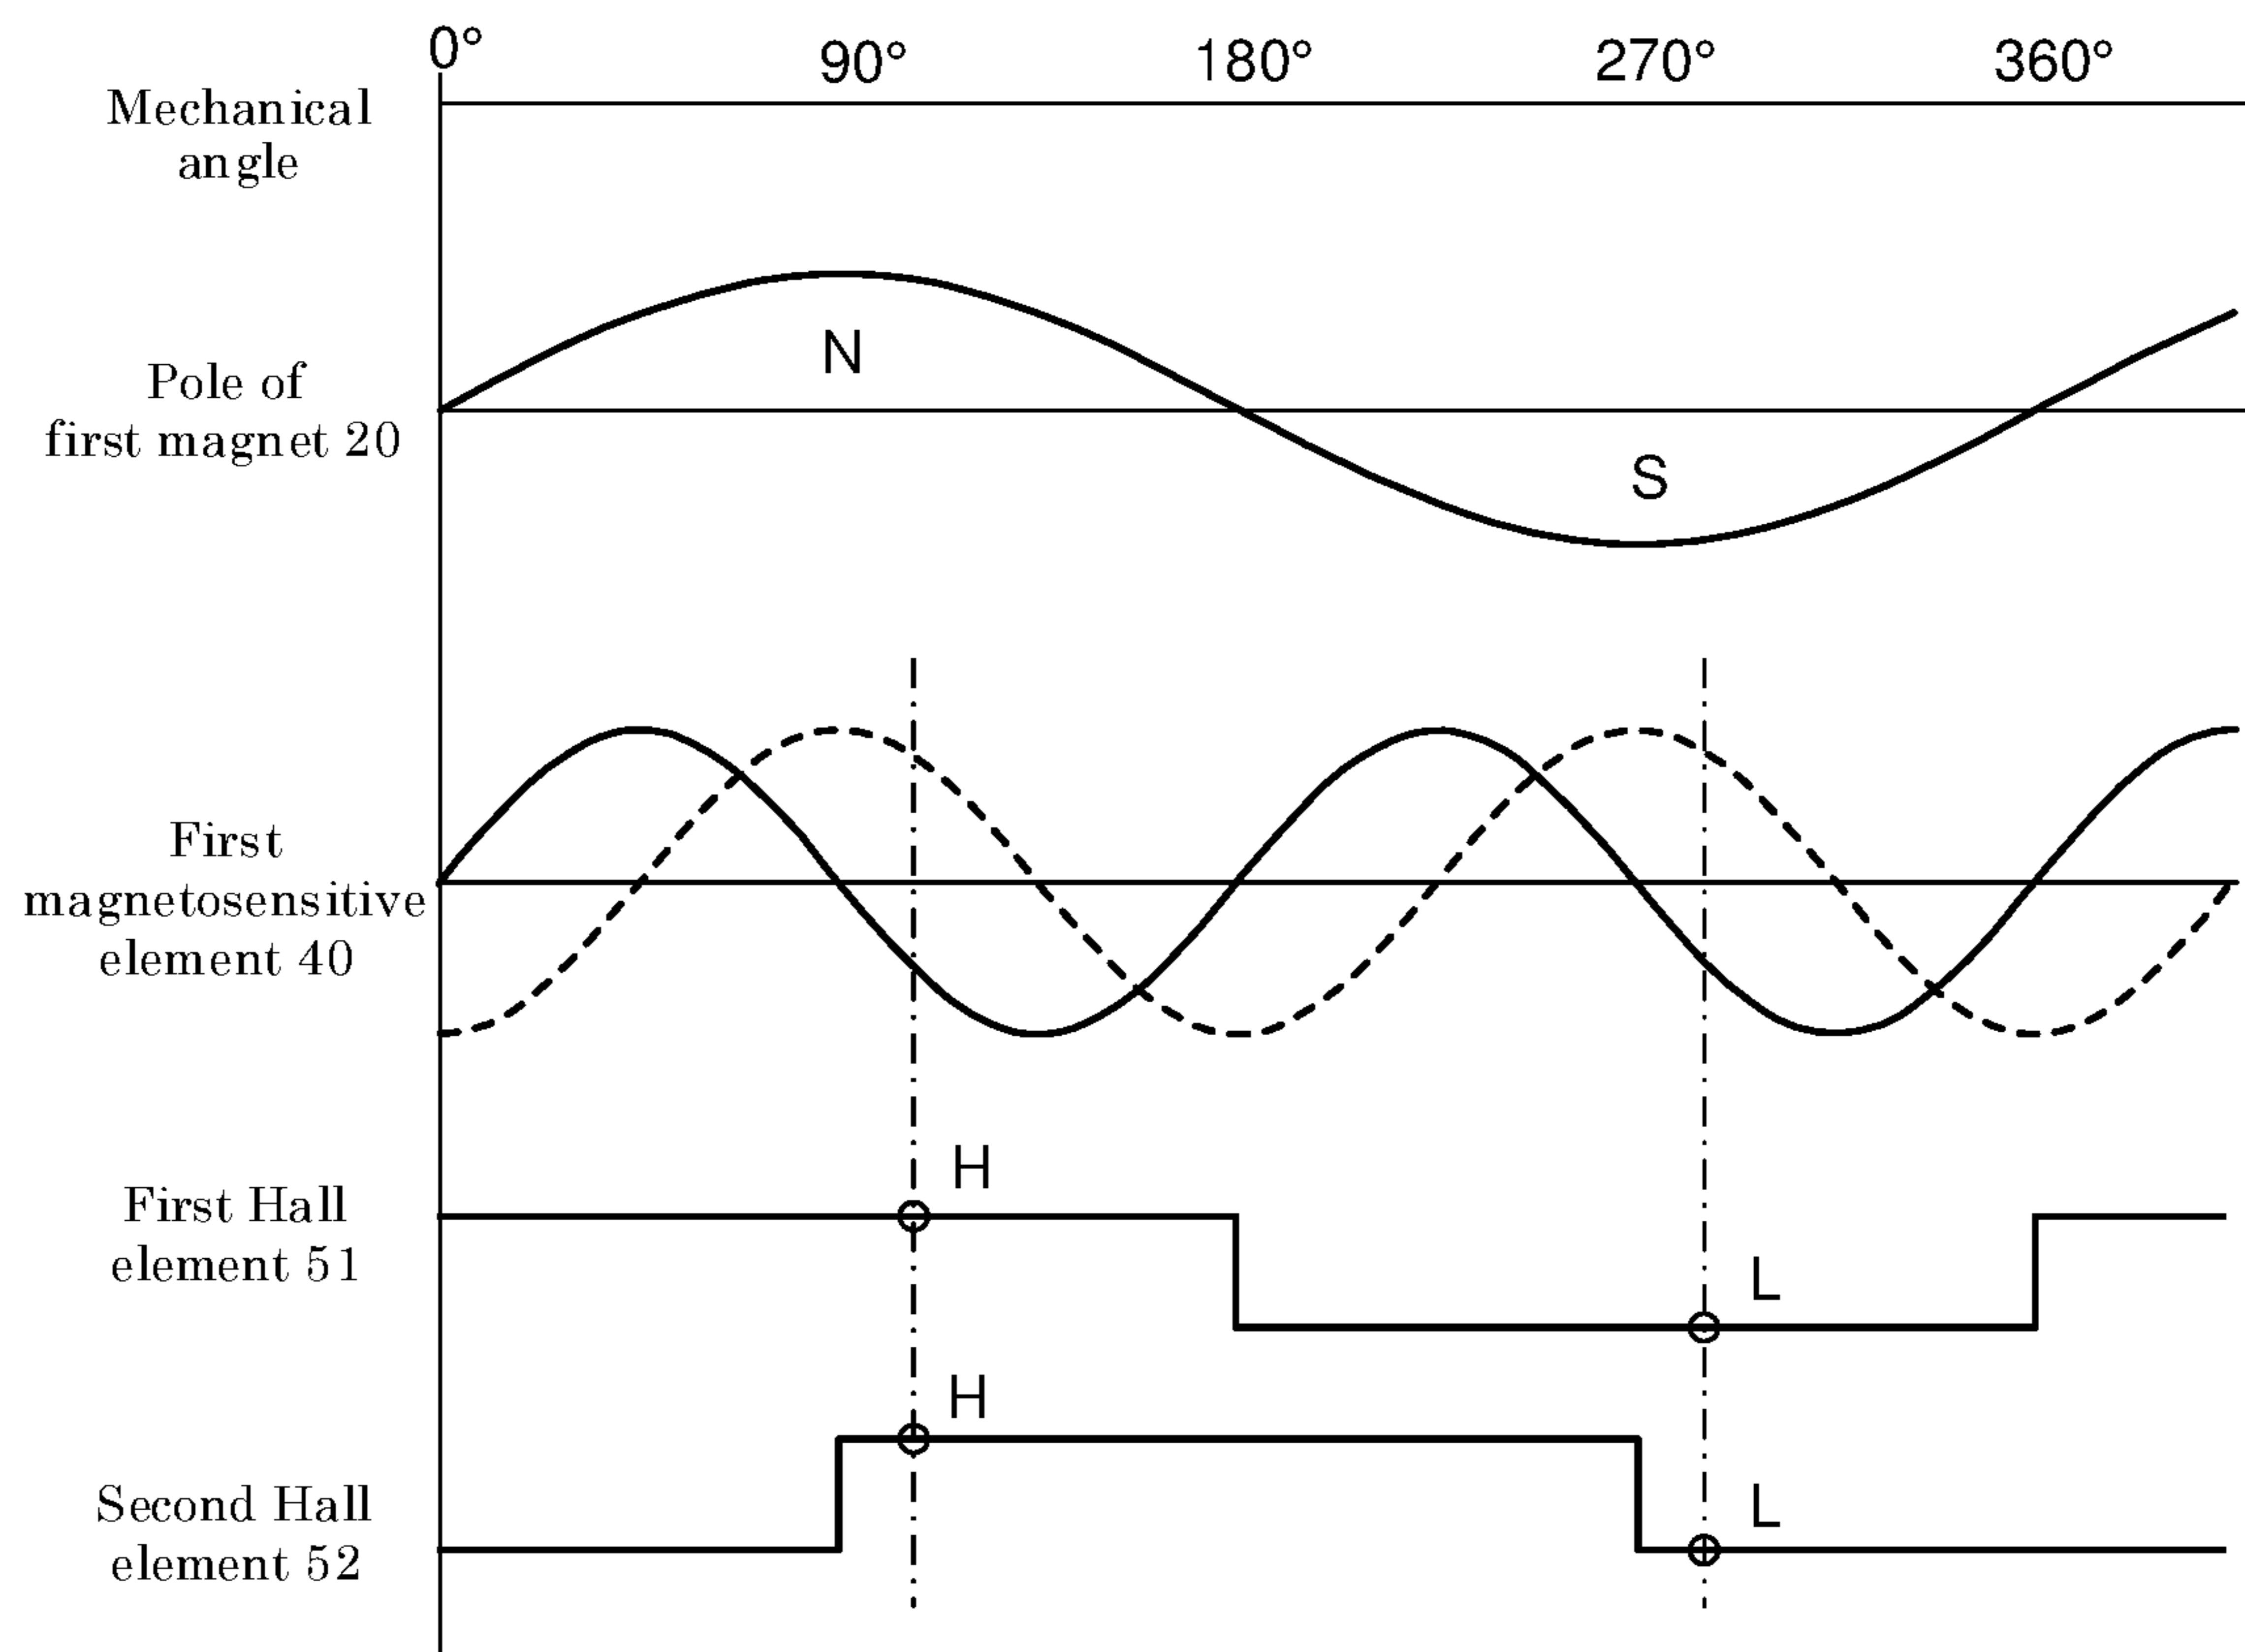 0° 90° 180° 270° 360°
Mechanical
angle
N
Pole of
first magnet 20
S
First
magnetosensitive
element 40
H
First Hall
element 51
L
H
Second Hall
element 52
L